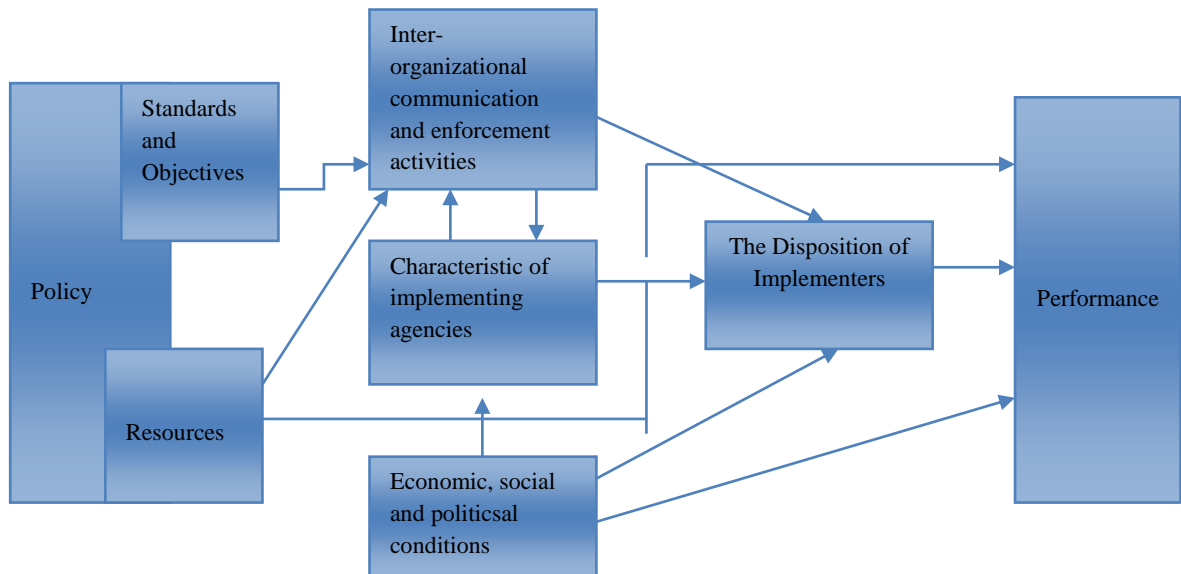 Policy
Standards
and
Objectives
Resources
Inter-
organizational
communication
and enforcement
activities
Characteristic of
implementing
agencies
Economic, social
and politicsal
conditions
The Disposition of
Implementers
Performance